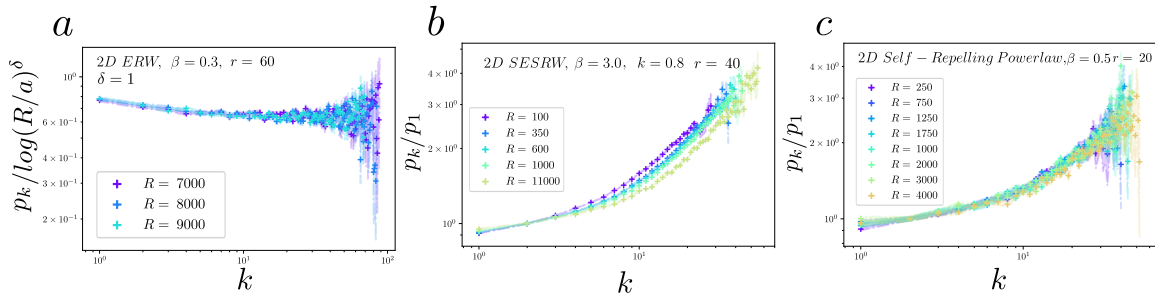 a
2D ERW, β = 0.3, r = 60
δ = 1
p_k/log(R/a)^δ
10^0
6 × 10^−1
4 × 10^−1
3 × 10^−1
2 × 10^−1
R = 7000
R = 8000
R = 9000
10^0
10^1
10^2
k
b
2D SESRW, β = 3.0, k = 0.8 r = 40
p_k/p_1
4 × 10^0
3 × 10^0
2 × 10^0
10^0
R = 100
R = 350
R = 600
R = 1000
R = 11000
10^0
10^1
k
c
2D Self − Repelling Powerlaw,β = 0.5 r = 20
p_k/p_1
4 × 10^0
3 × 10^0
2 × 10^0
10^0
R = 250
R = 750
R = 1250
R = 1750
R = 1000
R = 2000
R = 3000
R = 4000
10^0
10^1
k